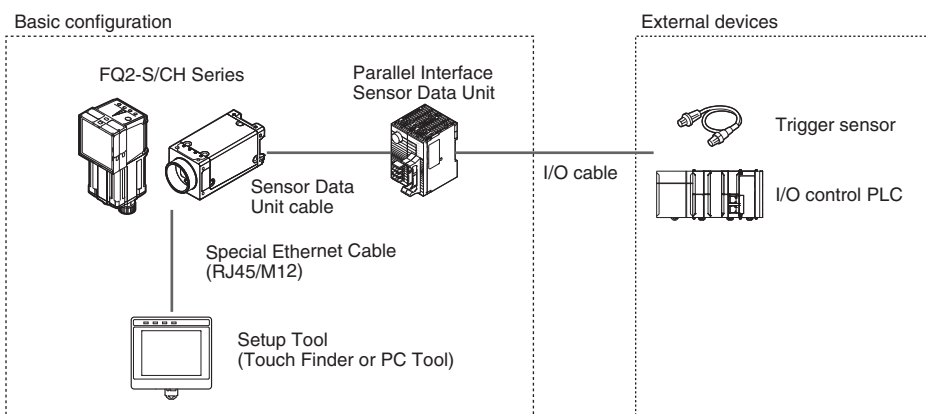 Basic configuration
External devices
FQ2-S/CH Series
Parallel Interface
Sensor Data Unit
Trigger sensor
I/O cable
I/O control PLC
Sensor Data
Unit cable
Special Ethernet Cable
(RJ45/M12)
Setup Tool
(Touch Finder or PC Tool)